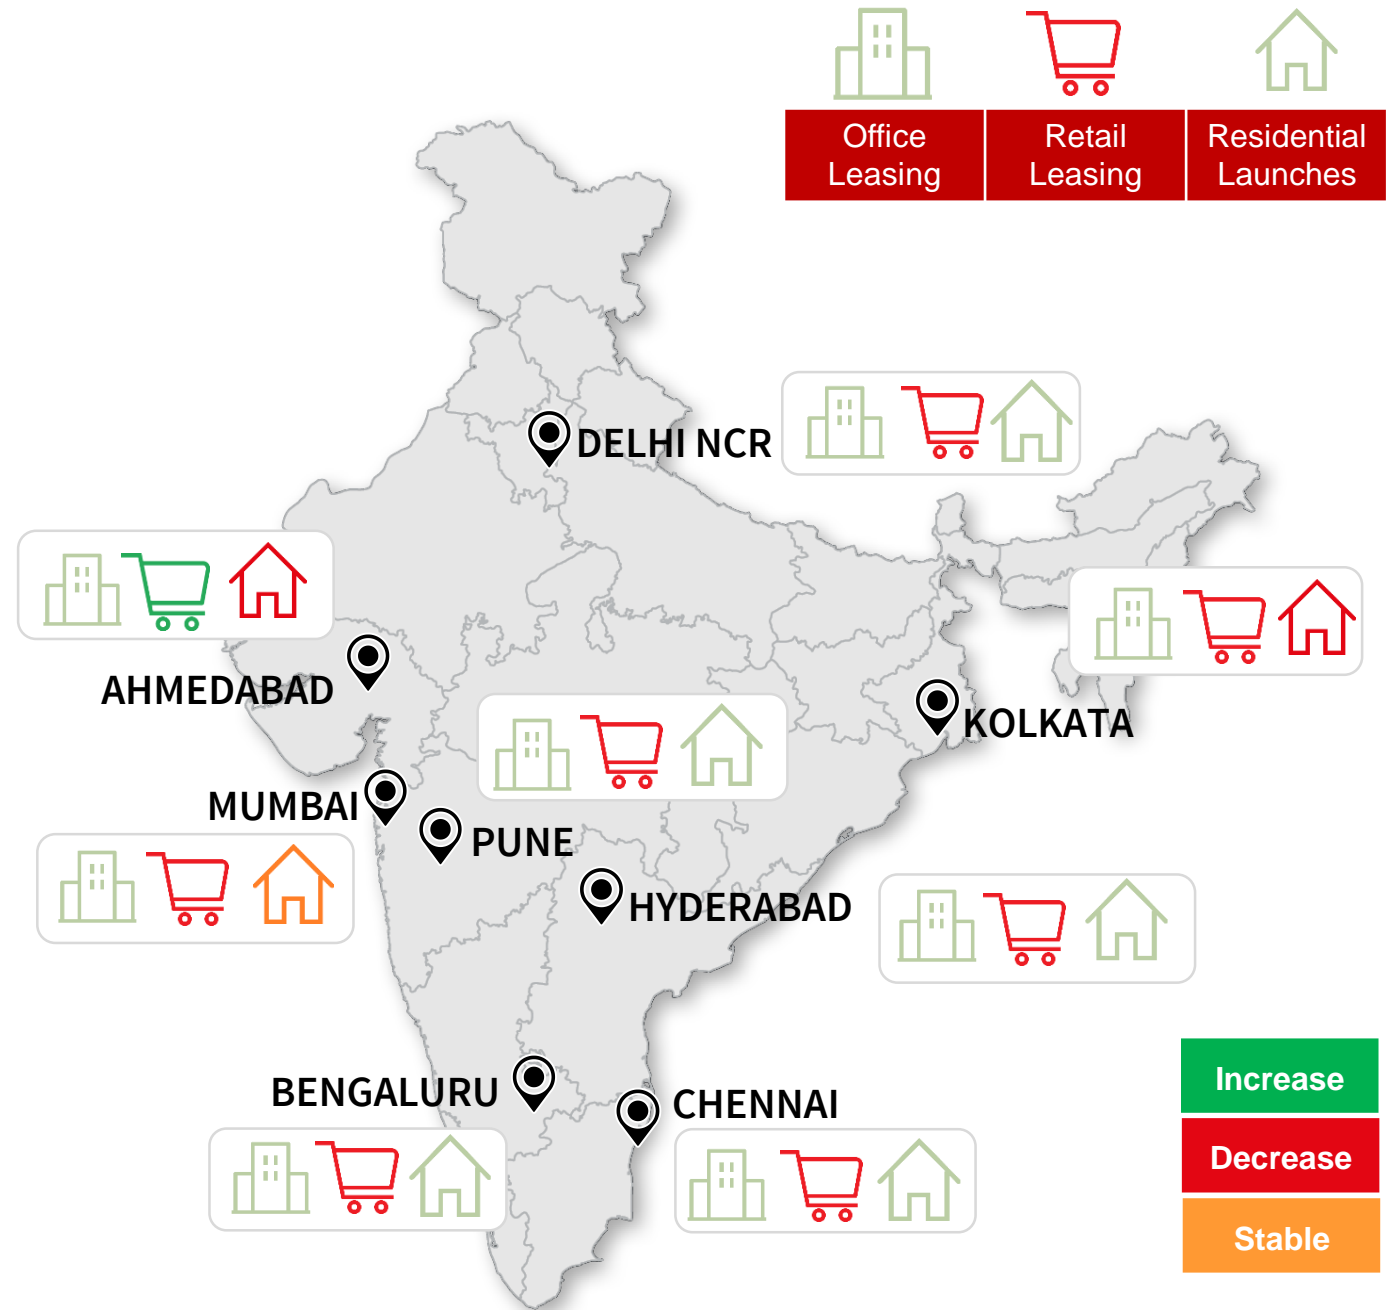 Office
Leasing
Retail
Leasing
Residential
Launches
DELHI NCR
AHMEDABAD
KOLKATA
MUMBAI
PUNE
HYDERABAD
BENGALURU
CHENNAI
Increase
Decrease
Stable